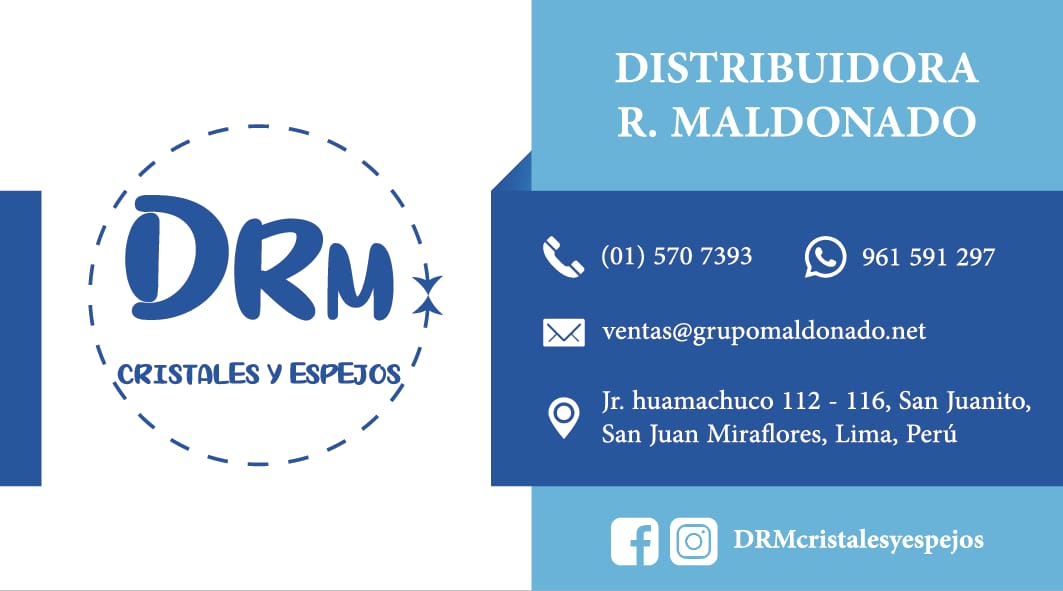 DRM
CRISTALES Y ESPEJOS
DISTRIBUIDORA
R. MALDONADO
(01) 570 7393
961 591 297
ventas@grupomaldonado.net
Jr. huamachuco 112 - 116, San Juanito,
San Juan Miraflores, Lima, Perú
DRMcristalesyespejos